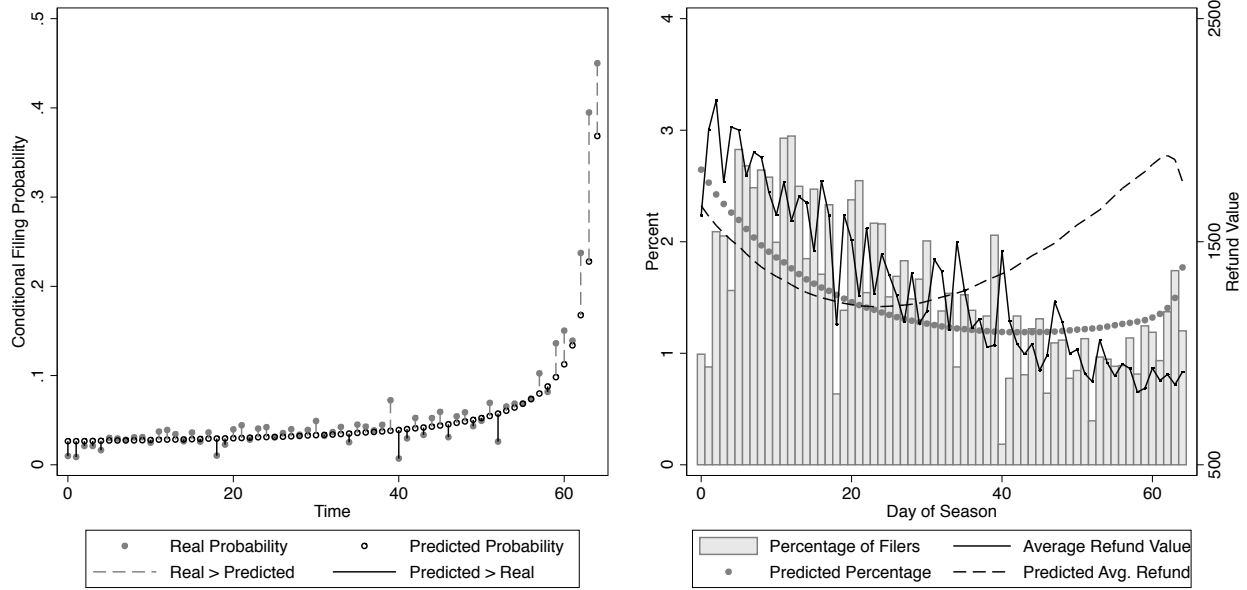 .5
.4
.3
.2
.1
0
Conditional Filing Probability
0 20 40 60
Time
Real Probability Predicted Probability
Real > Predicted Predicted > Real
4
3
2
1
0
Percent
2500
1500
500
Refund Value
0 20 40 60
Day of Season
Percentage of Filers Average Refund Value
Predicted Percentage Predicted Avg. Refund